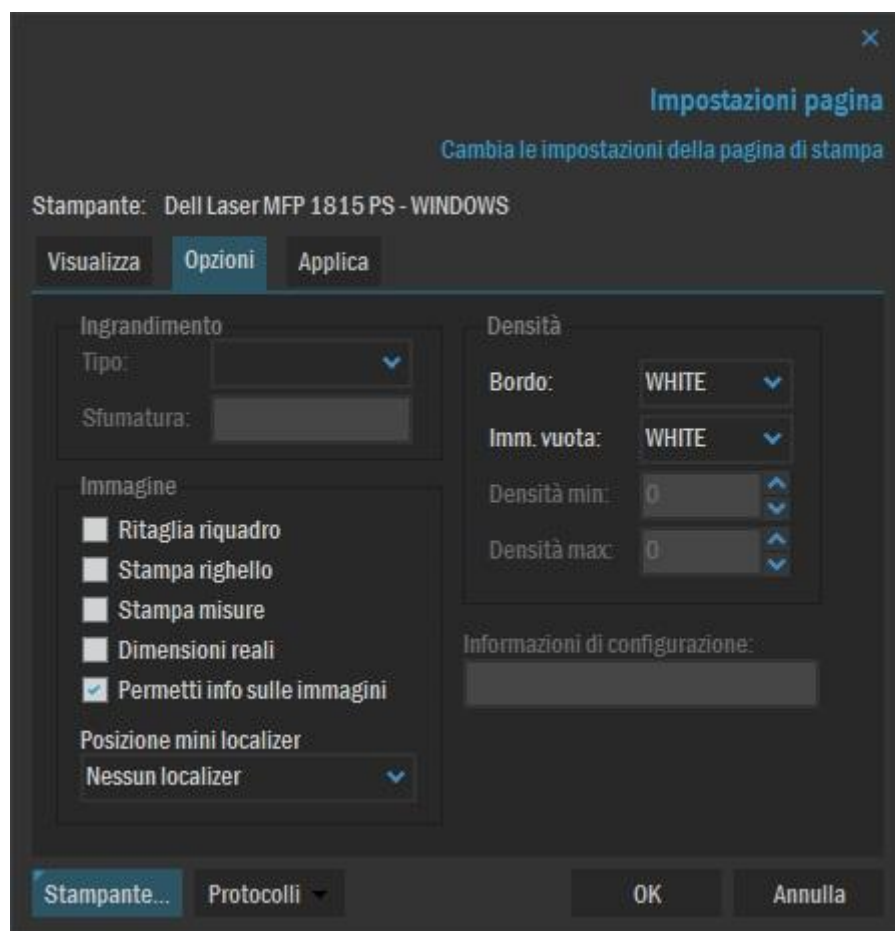 Impostazioni pagina
Cambia le impostazioni della pagina di stampa
Stampante: Dell Laser MFP 1815 PS - WINDOWS
Visualizza Opzioni Applica
Ingrandimento
Tipo:
Sfumatura:
Immagine
Ritaglia riquadro
Stampa righello
Stampa misure
Dimensioni reali
Permetti info sulle immagini
Posizione mini localizer
Nessun localizer
Densità
Bordo: WHITE
Imm. vuota: WHITE
Densità min: 0
Densità max: 0
Informazioni di configurazione:
Stampante... Protocolli OK Annulla